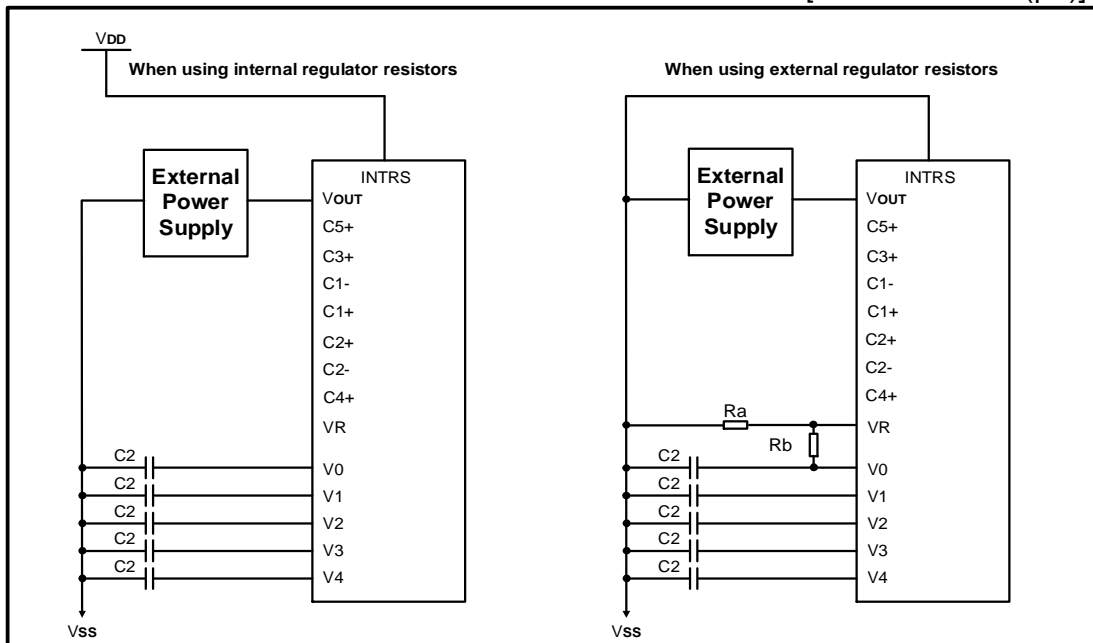 VDD
When using internal regulator resistors
External
Power
Supply
INTRS
VOUT
C5+
C3+
C1-
C1+
C2+
C2-
C4+
VR
C2
V0
C2
V1
C2
V2
C2
V3
C2
V4
VSS
When using external regulator resistors
External
Power
Supply
INTRS
VOUT
C5+
C3+
C1-
C1+
C2+
C2-
C4+
Ra
VR
Rb
C2
V0
C2
V1
C2
V2
C2
V3
C2
V4
VSS